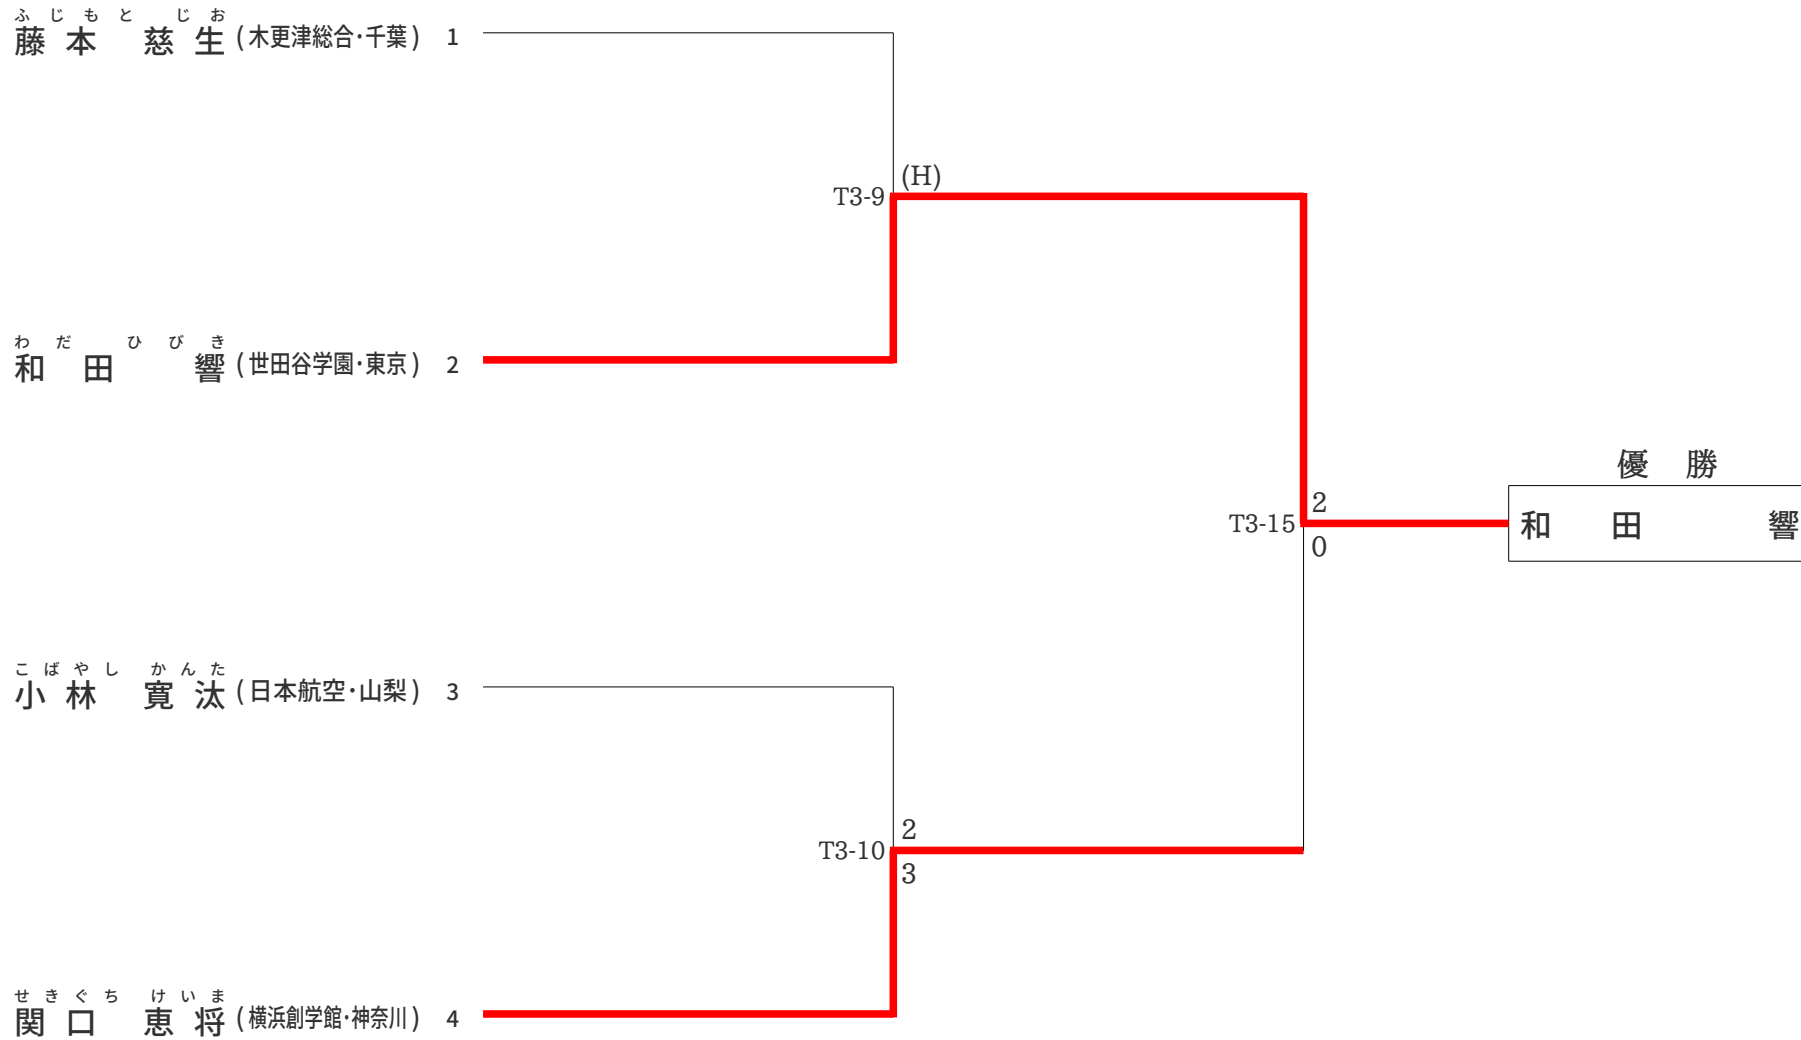 ふじもと じお
藤本 慈生 (木更津総合･千葉) 1
(H)
T3-9
わだ ひびき
和田 響 (世田谷学園･東京) 2
優 勝
2
T3-15
和田 響
0
こばやし かんた
小林 寛汰 (日本航空･山梨) 3
2
T3-10
3
せきぐち けいま
関口 恵将 (横浜創学館･神奈川) 4